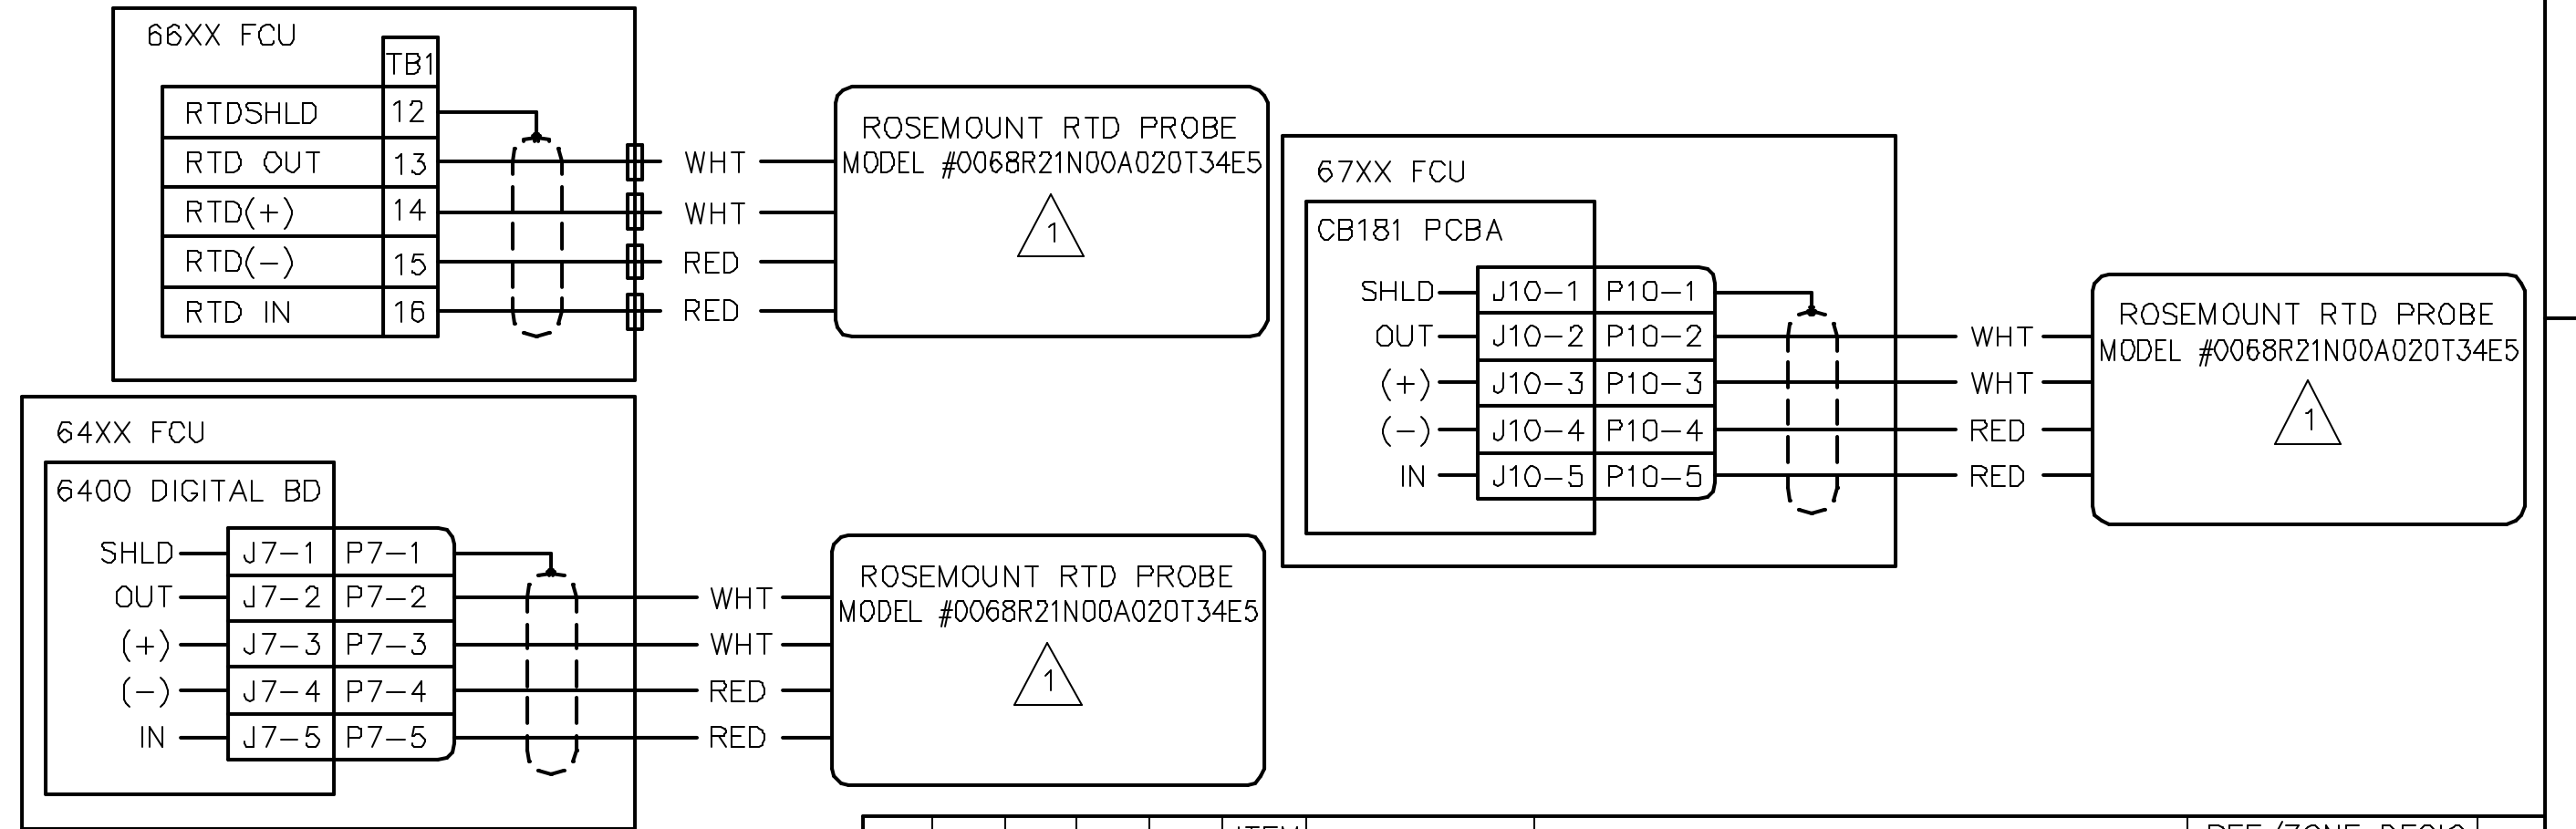 66XX FCU
TB1
RTDSHLD 12
RTD OUT 13
RTD(+) 14
RTD(-) 15
RTD IN 16
WHT
WHT
RED
RED
ROSEMOUNT RTD PROBE
MODEL #0068R21N00A020T34E5
1
67XX FCU
CB181 PCBA
SHLD J10-1 P10-1
OUT J10-2 P10-2
(+) J10-3 P10-3
(-) J10-4 P10-4
IN J10-5 P10-5
WHT
WHT
RED
RED
ROSEMOUNT RTD PROBE
MODEL #0068R21N00A020T34E5
1
64XX FCU
6400 DIGITAL BD
SHLD J7-1 P7-1
OUT J7-2 P7-2
(+) J7-3 P7-3
(-) J7-4 P7-4
IN J7-5 P7-5
WHT
WHT
RED
RED
ROSEMOUNT RTD PROBE
MODEL #0068R21N00A020T34E5
1
ITEM